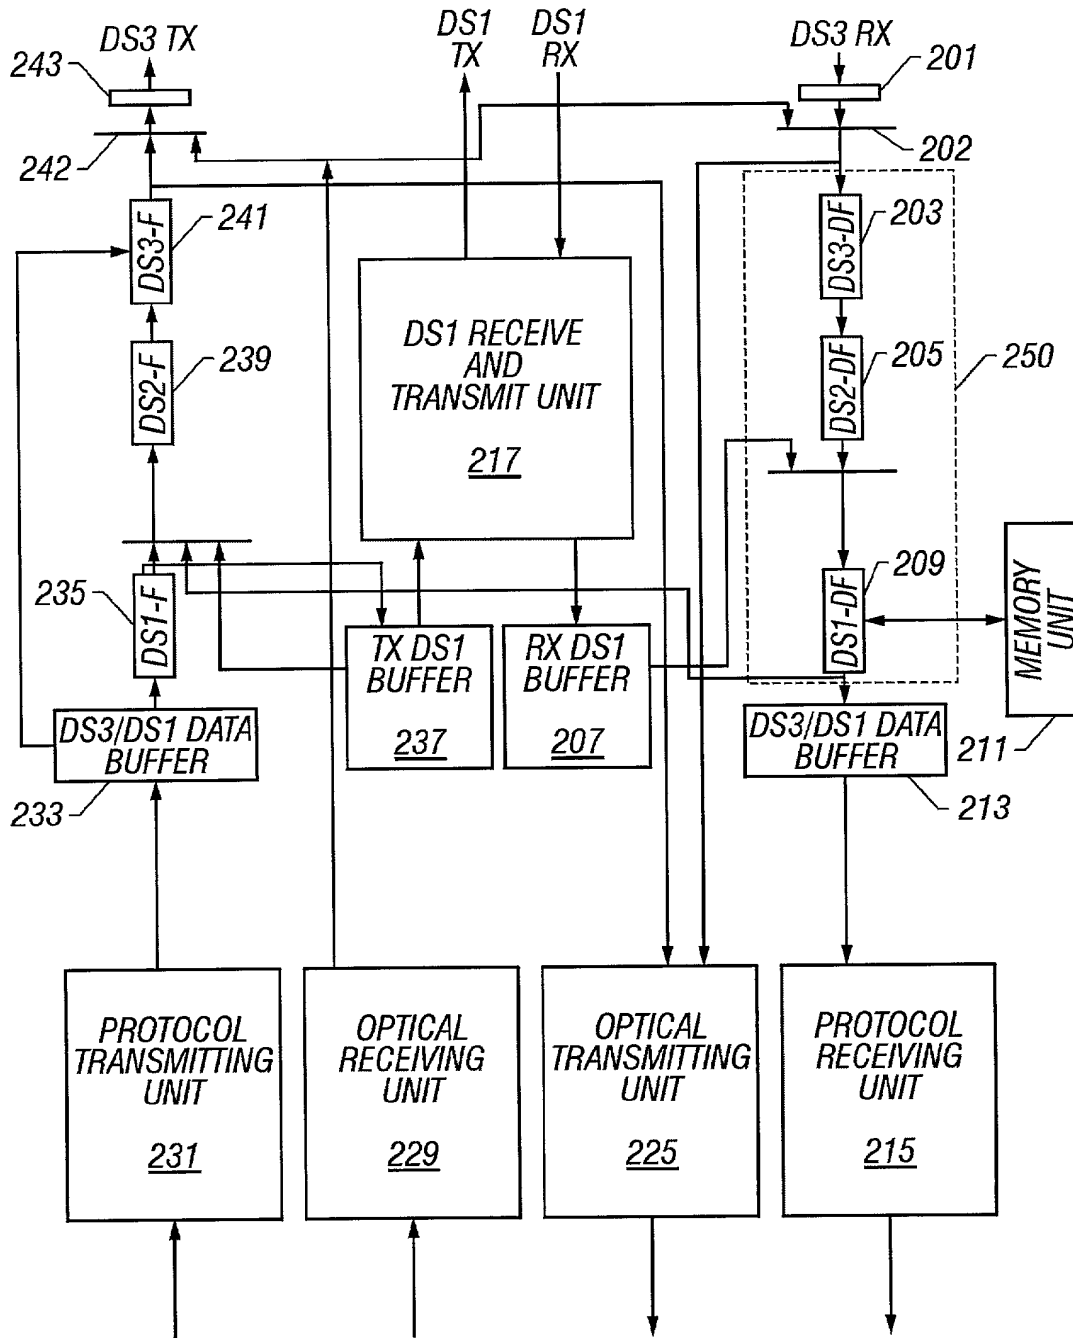 DS3 TX
243
242
DS1
TX
DS1
RX
DS3 RX
201
202
DS3-F
241
DS2-F
239
DS1 RECEIVE
AND
TRANSMIT UNIT
217
DS3-DF
203
DS2-DF
205
250
235
DS1-F
TX DS1
BUFFER
237
RX DS1
BUFFER
207
DS1-DF
209
MEMORY
UNIT
211
DS3/DS1 DATA
BUFFER
233
DS3/DS1 DATA
BUFFER
213
PROTOCOL
TRANSMITTING
UNIT
231
OPTICAL
RECEIVING
UNIT
229
OPTICAL
TRANSMITTING
UNIT
225
PROTOCOL
RECEIVING
UNIT
215